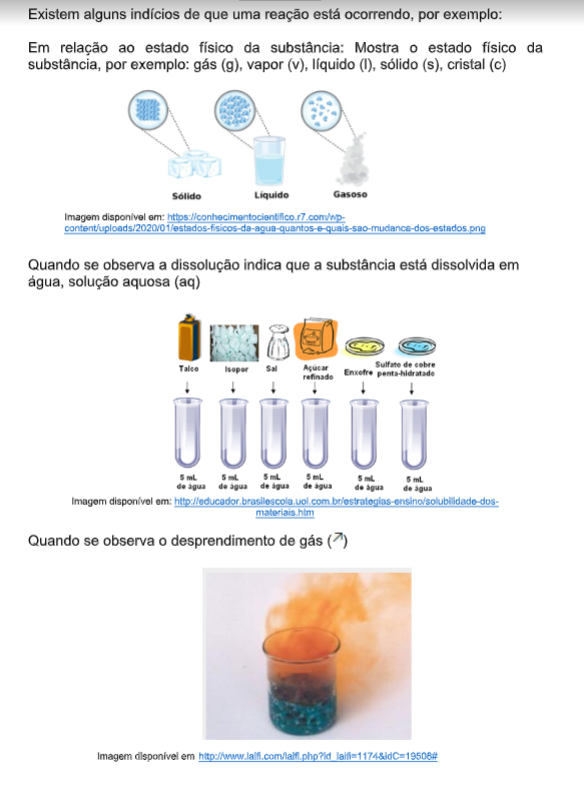 Existem alguns indícios de que uma reação está ocorrendo, por exemplo:
Em relação ao estado físico da substância: Mostra o estado físico da
substância, por exemplo: gás (g), vapor (v), líquido (l), sólido (s), cristal (c)
Sólido Líquido Gasoso
Imagem disponível em: https://conhecimentocientifico.r7.com/wp-
content/uploads/2020/01/estados-fisicos-da-agua-quantos-e-quais-sao-mudanca-dos-estados.png
Quando se observa a dissolução indica que a substância está dissolvida em
água, solução aquosa (aq)
Talco Isopor Sal Açúcar refinado Enxofre Sulfato de cobre penta-hidratado
5 mL de água 5 mL de água 5 mL de água 5 mL de água 5 mL de água 5 mL de água
Imagem disponível em: http://educador.brasilescola.uol.com.br/estrategias-ensino/solubilidade-dos-
materiais.htm
Quando se observa o desprendimento de gás (↗)
Imagem disponível em http://www.laifi.com/laifi.php?id_laifi=1174&idC=19508#